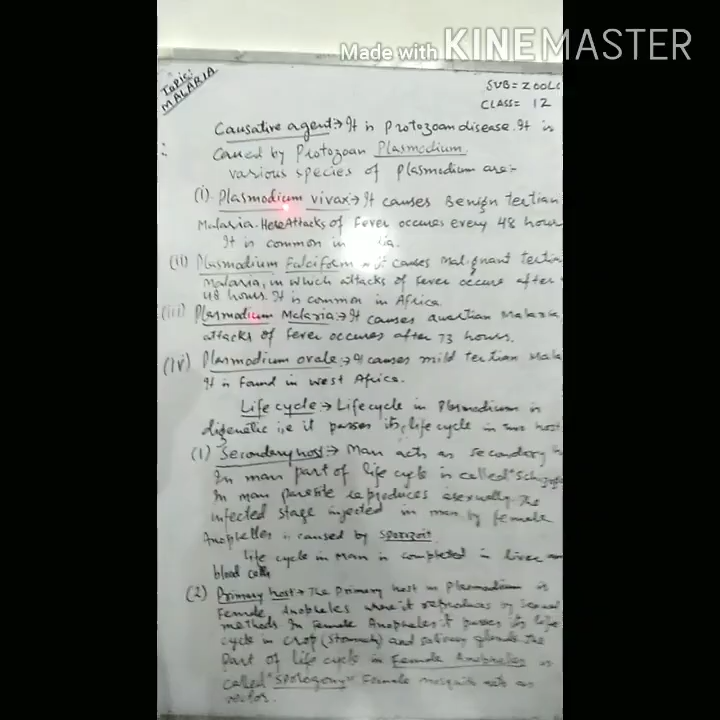 Made with KINEMASTER
Topic:
MALARIA
SUB = ZOOLO
CLASS = 12
Causative agent → It is Protozoan disease. It is
caused by Protozoan Plasmodium.
various species of Plasmodium are:-
(i). Plasmodium vivax → It causes Benign tertian
Malaria. Here Attacks of Fever occures every 48 hour
It is common in
(ii) Plasmodium Falciform causes Malignant tertian
Malaria, in which attacks of fever occure after
48 hours. It is common in Africa.
(iii) Plasmodium Malaria → It causes quartian Malaria
attacks of fever occures after 73 hours.
(iv) Plasmodium ovale → It causes mild tertian Mala
It is found in west Africa.
Life cycle → Lifecycle in Plasmodium is
digenetic i.e it passes its life cycle in two host
(1) Secondary host → Man acts as secondary
In man part of life cycle is called "Schizo
In man parasite reproduces asexually. The
infected stage injected in man by female
Anophelles is caused by sporozoit
life cycle in Man is completed in liver
blood cells
(2) Primary host → The Primary host in Plasmodium is
Female Anopheles where it reproduces by sexual
methods In female Anopheles it passes its life
cycle in crop (stomach) and salivary glands. The
part of life cycle in Female Anopheles is
called "Sporogony" Female mosquito acts as
vector.